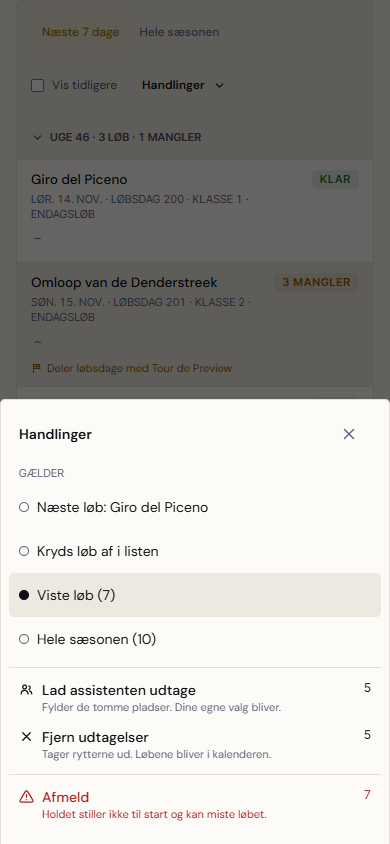 Næste 7 dage
Hele sæsonen
Vis tidligere
Handlinger
UGE 46 · 3 LØB · 1 MANGLER
Giro del Piceno
KLAR
LØR. 14. NOV. · LØBSDAG 200 · KLASSE 1 ·
ENDAGSLØB
–
Omloop van de Denderstreek
3 MANGLER
SØN. 15. NOV. · LØBSDAG 201 · KLASSE 2 ·
ENDAGSLØB
Deler løbsdage med Tour de Preview
Handlinger
GÆLDER
Næste løb: Giro del Piceno
Kryds løb af i listen
Viste løb (7)
Hele sæsonen (10)
Lad assistenten udtage
5
Fylder de tomme pladser. Dine egne valg bliver.
Fjern udtagelser
5
Tager rytterne ud. Løbene bliver i kalenderen.
Afmeld
7
Holdet stiller ikke til start og kan miste løbet.